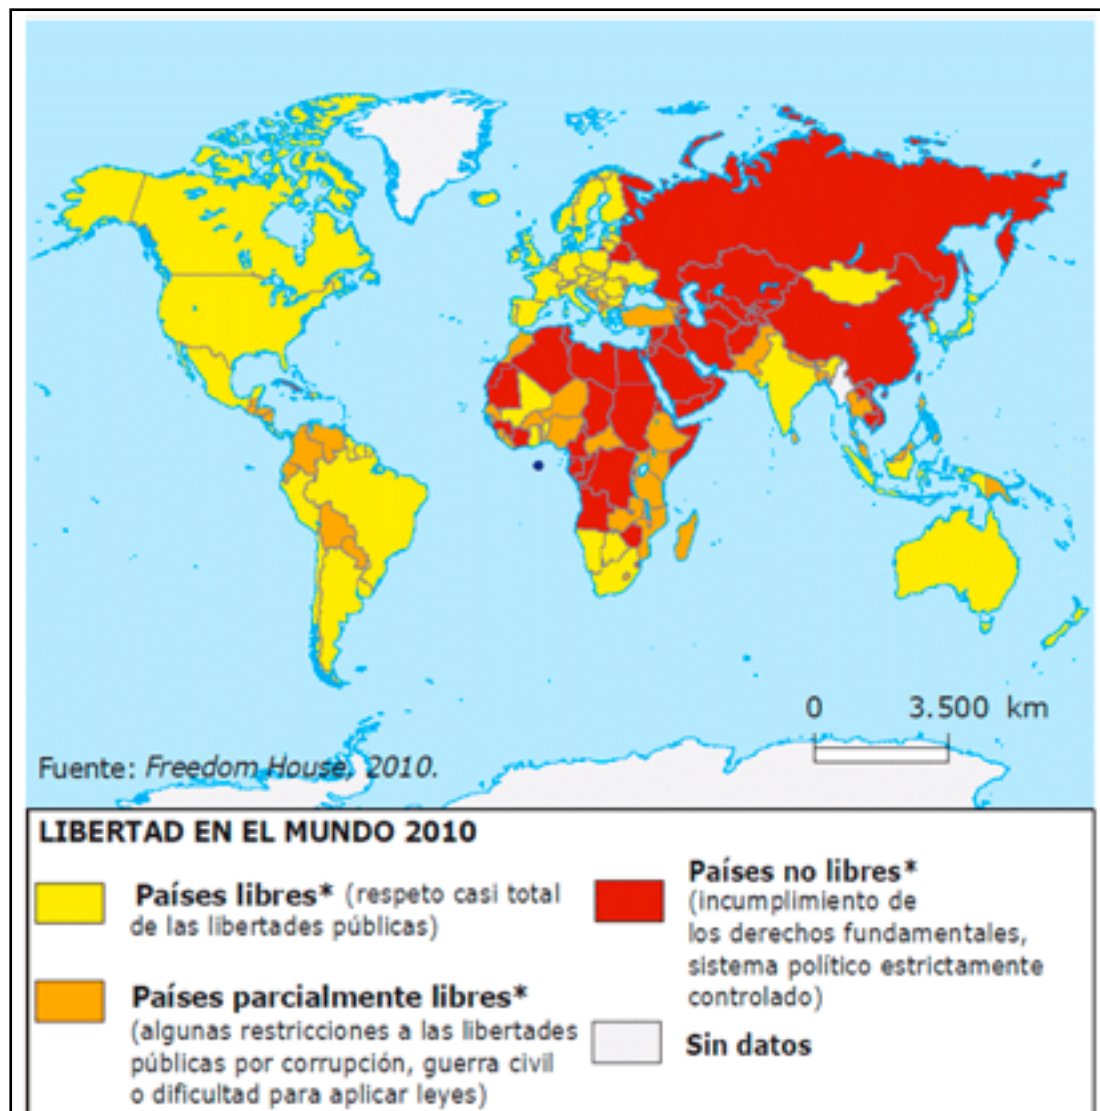 0 3.500 km
Fuente: Freedom House, 2010.
LIBERTAD EN EL MUNDO 2010
Países libres* (respeto casi total
de las libertades públicas)
Países parcialmente libres*
(algunas restricciones a las libertades
públicas por corrupción, guerra civil
o dificultad para aplicar leyes)
Países no libres*
(incumplimiento de
los derechos fundamentales,
sistema político estrictamente
controlado)
Sin datos